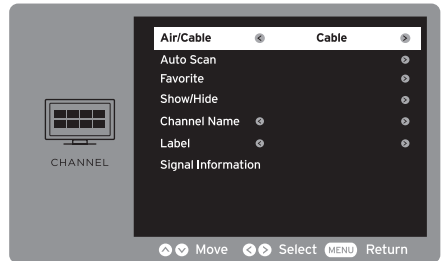 Air/Cable Cable
Auto Scan
Favorite
Show/Hide
Channel Name
Label
Signal Information
CHANNEL
Move Select MENU Return